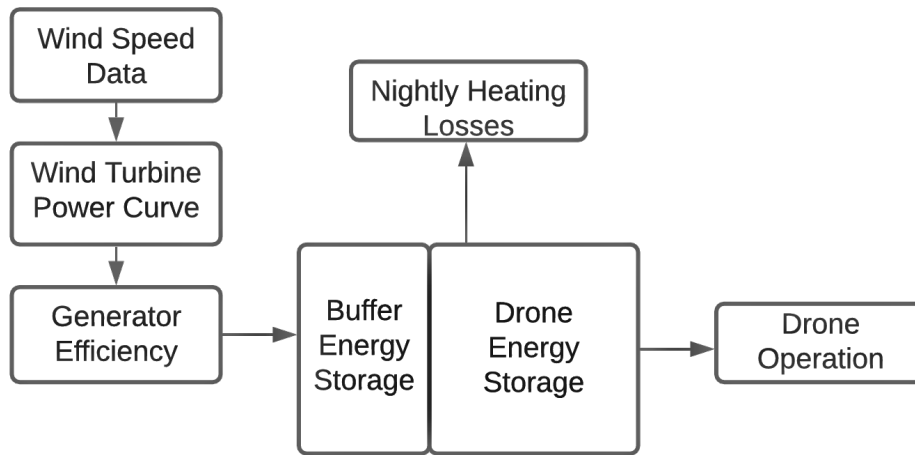 Wind Speed
Data
Wind Turbine
Power Curve
Generator
Efficiency
Buffer
Energy
Storage
Drone
Energy
Storage
Nightly Heating
Losses
Drone
Operation